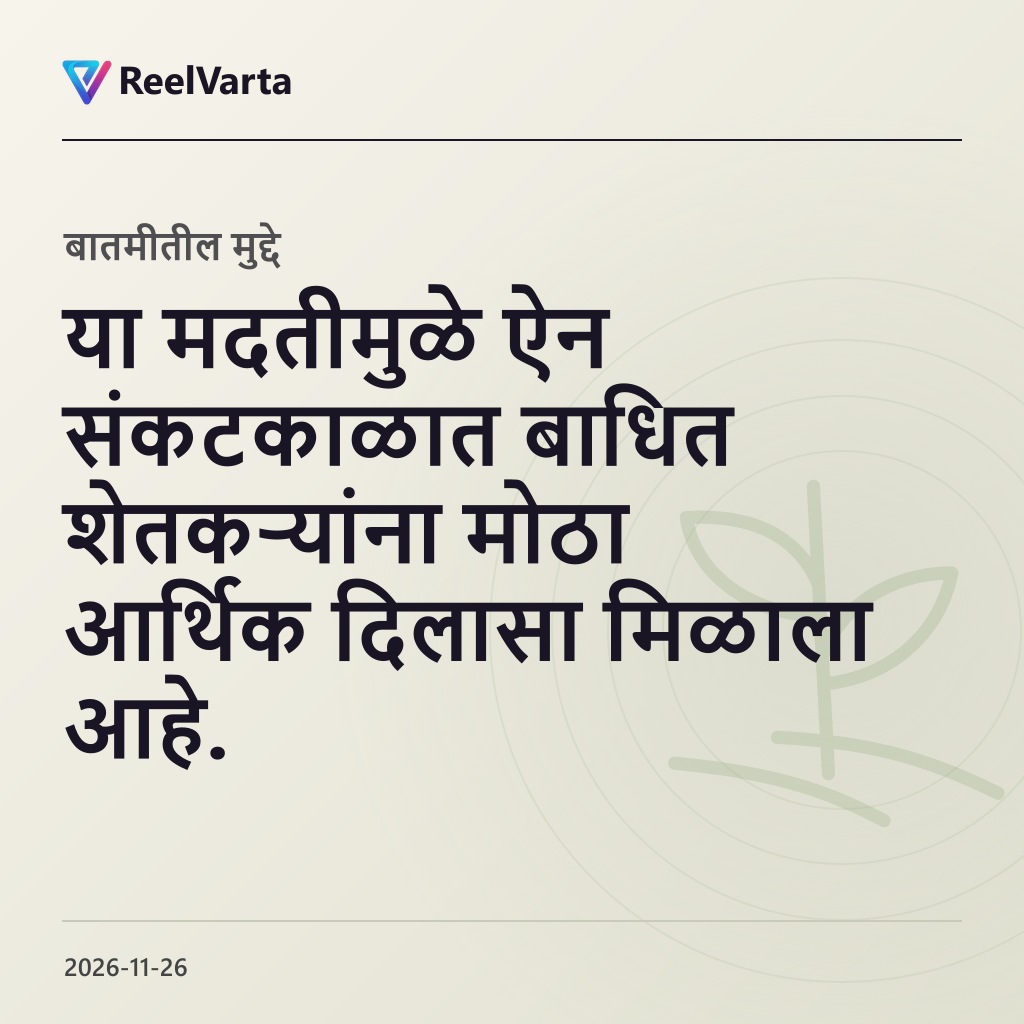 ReelVarta
बातमीतील मुद्दे
या मदतीमुळे ऐन
संकटकाळात बाधित
शेतकऱ्यांना मोठा
आर्थिक दिलासा मिळाला
आहे.
2026-11-26